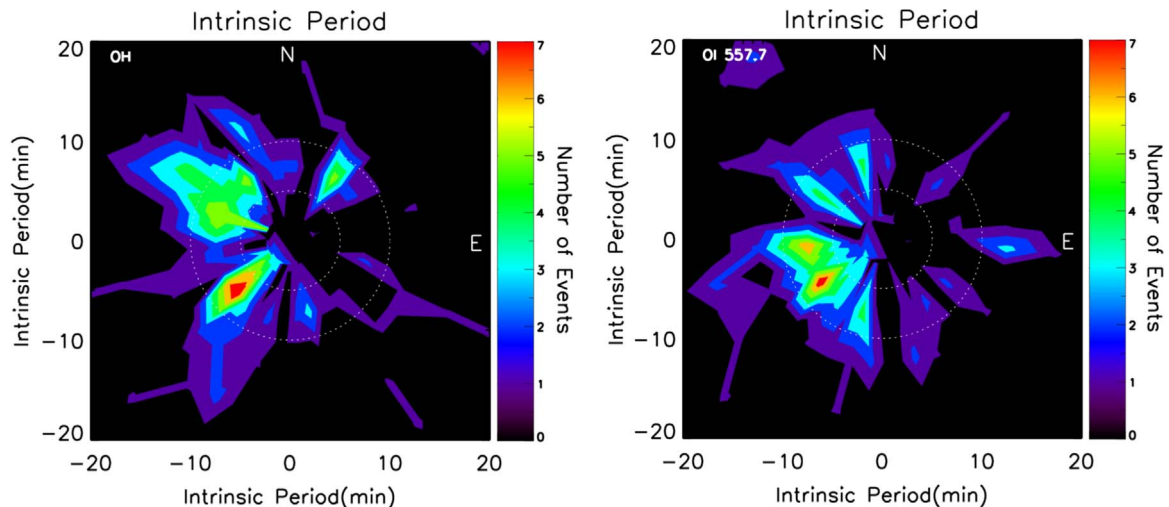 Intrinsic Period
OH
N
E
20
10
0
-10
-20
Intrinsic Period(min)
-20
-10
0
10
20
Intrinsic Period(min)
7
6
5
4
3
2
1
0
Number of Events
Intrinsic Period
OI 557.7
N
E
20
10
0
-10
-20
Intrinsic Period(min)
-20
-10
0
10
20
Intrinsic Period(min)
7
6
5
4
3
2
1
0
Number of Events